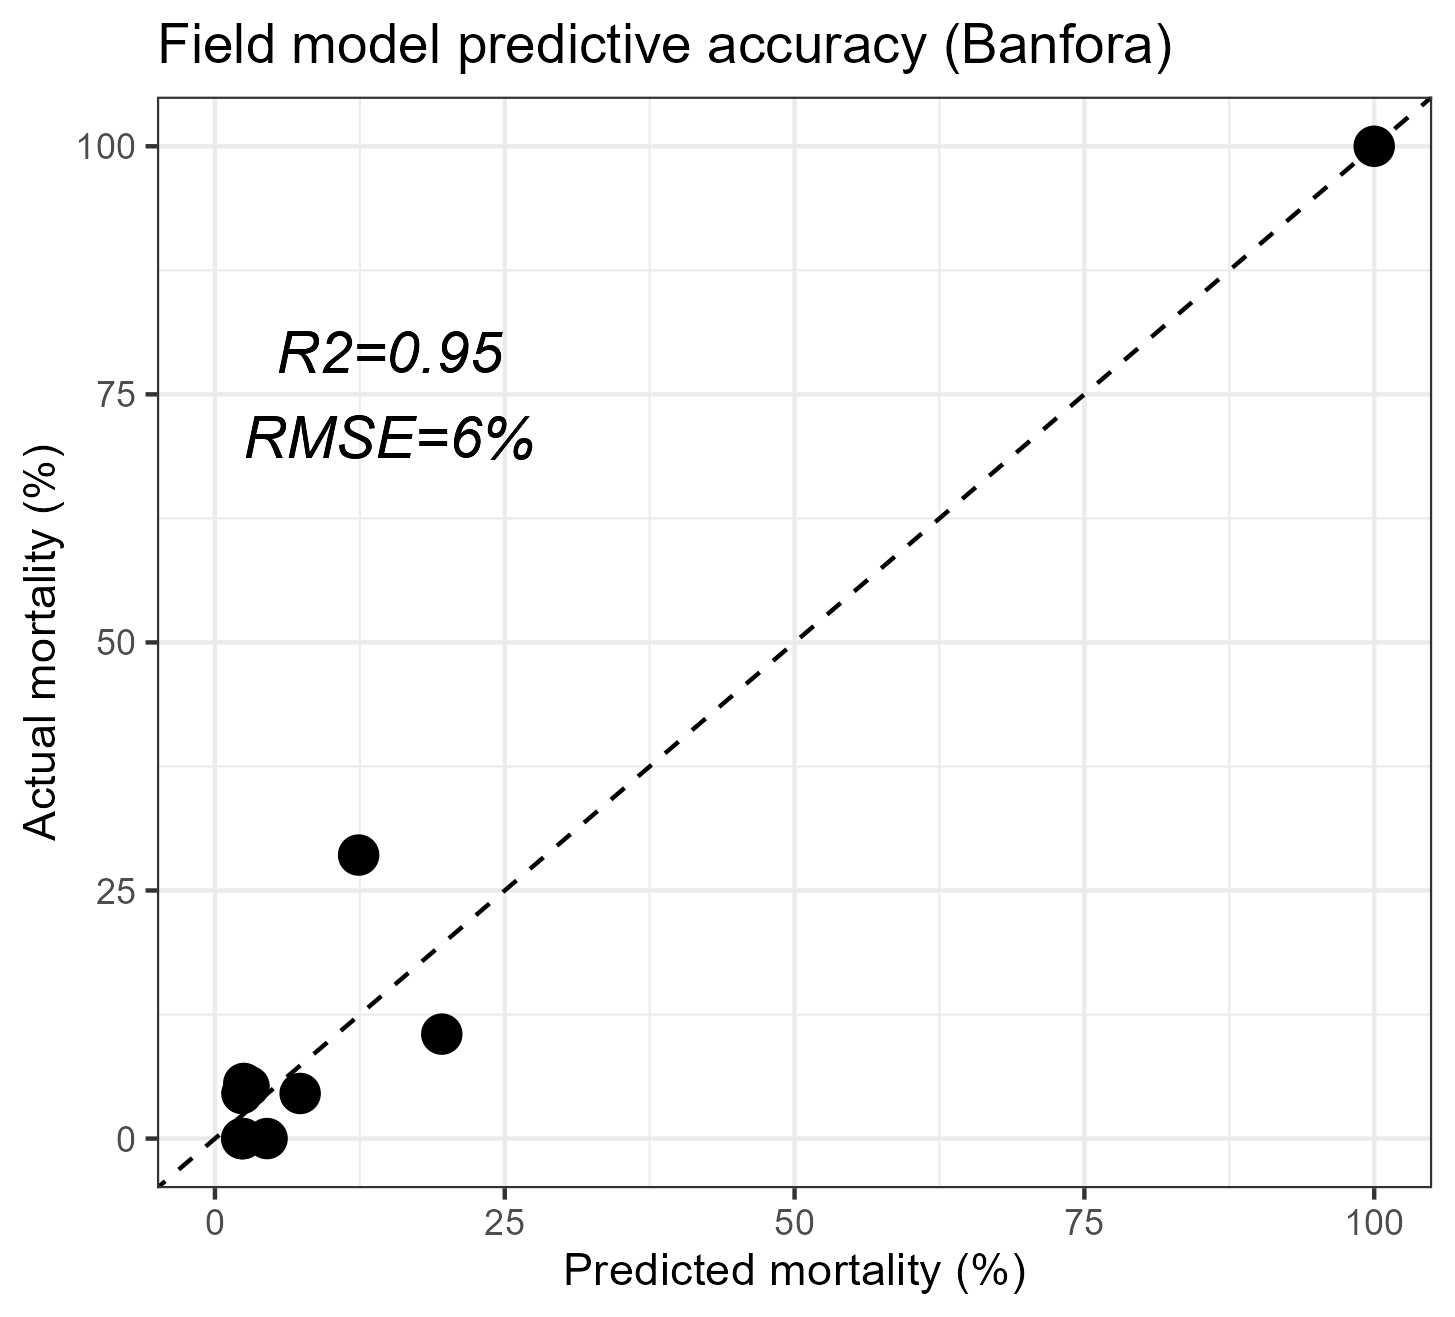 Field model predictive accuracy (Banfora)
100
75
50
25
0
Actual mortality (%)
R2=0.95
RMSE=6%
0 25 50 75 100
Predicted mortality (%)